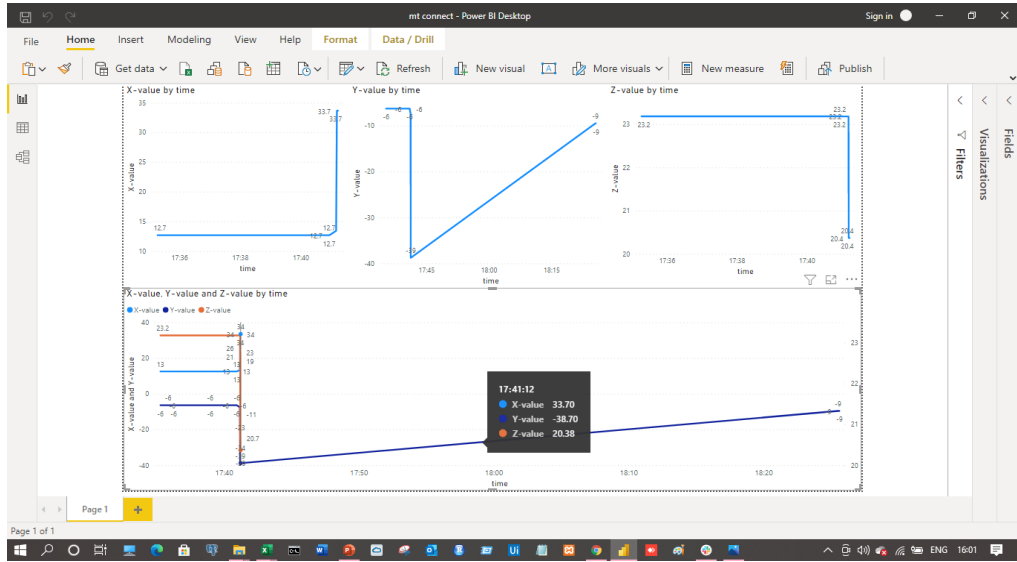 mt connect - Power BI Desktop
Sign in
File Home Insert Modeling View Help Format Data / Drill
Get data Refresh New visual A More visuals New measure Publish
X-value by time
35
30
25
20
15
10
X-value
33.7
33.7
12.7
12.7
12.7
12.7
17:36 17:38 17:40
time
Y-value by time
-10
-20
-30
-40
Y-value
-6 -6
-6 -6
-9
-9
-39
17:45 18:00 18:15
time
Z-value by time
23
22
21
20
Z-value
23.2
23.2
23.2
23.2
20.4
20.4
20.4
17:36 17:38 17:40
time
Filters
Visualizations
Fields
X-value, Y-value and Z-value by time
X-value Y-value Z-value
40
20
0
-20
-40
X-value and Y-value
23.2
34
34 34
34
26
21 23
19
13 13
13 13
13
-6 -6 -6
-6 -6 -6 -6 -11
-23
20.7
17:41:12
X-value 33.70
Y-value -38.70
Z-value 20.38
-9
-9
23
22
21
20
17:40 17:50 18:00 18:10 18:20
time
Page 1
Page 1 of 1
ENG 16:01